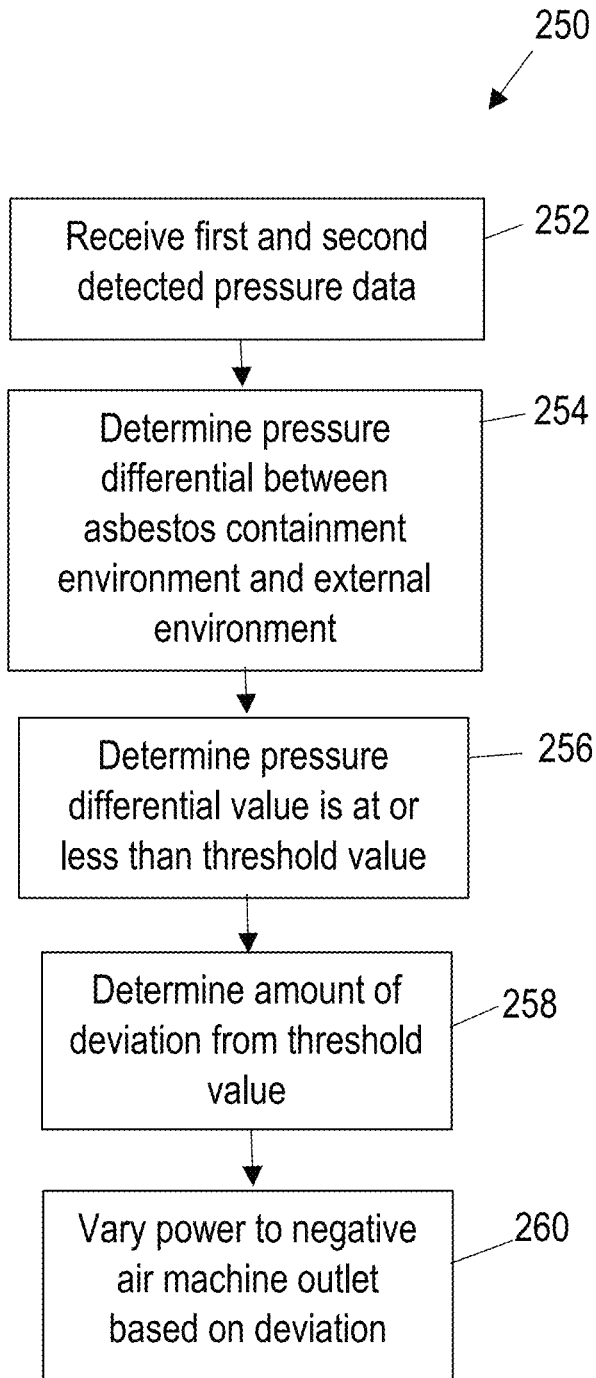 250
Receive first and second
detected pressure data
252
Determine pressure
differential between
asbestos containment
environment and external
environment
254
Determine pressure
differential value is at or
less than threshold value
256
Determine amount of
deviation from threshold
value
258
Vary power to negative
air machine outlet
based on deviation
260